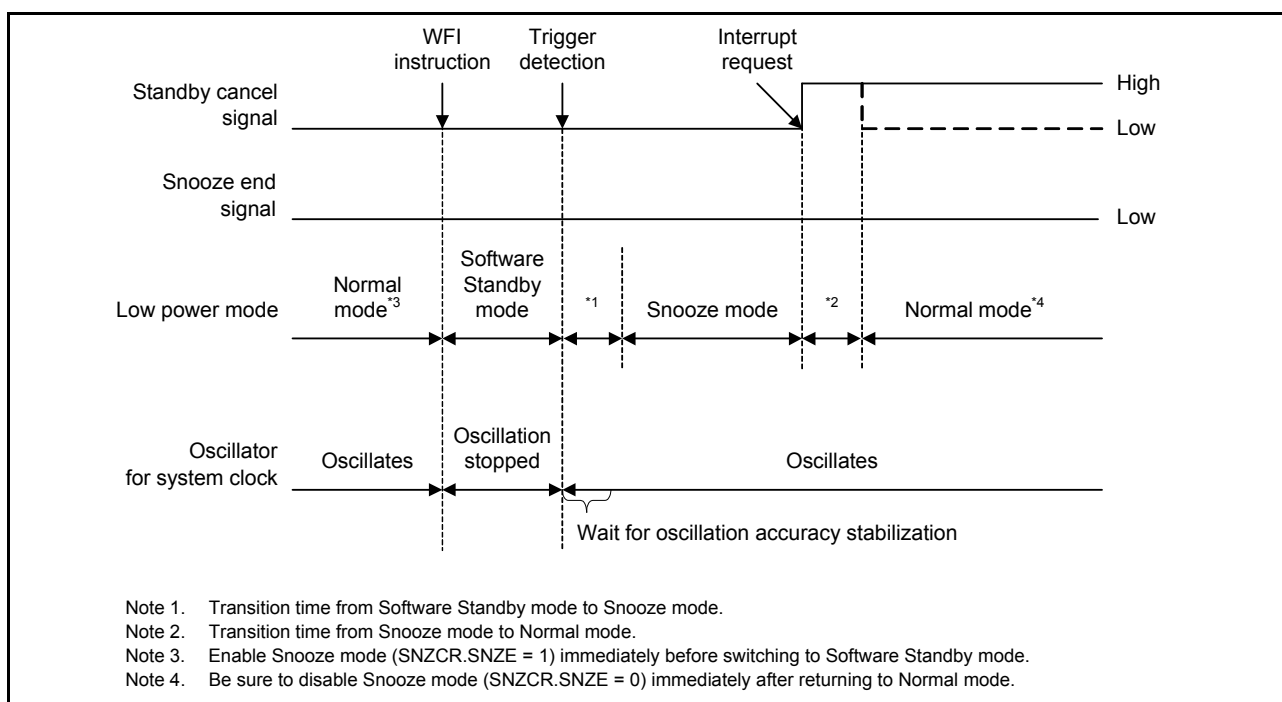 WFI
instruction
Trigger
detection
Interrupt
request
Standby cancel
signal
High
Low
Snooze end
signal
Low
Low power mode
Normal
mode*3
Software
Standby
mode
*1
Snooze mode
*2
Normal mode*4
Oscillator
for system clock
Oscillates
Oscillation
stopped
Oscillates
Wait for oscillation accuracy stabilization
Note 1. Transition time from Software Standby mode to Snooze mode.
Note 2. Transition time from Snooze mode to Normal mode.
Note 3. Enable Snooze mode (SNZCR.SNZE = 1) immediately before switching to Software Standby mode.
Note 4. Be sure to disable Snooze mode (SNZCR.SNZE = 0) immediately after returning to Normal mode.